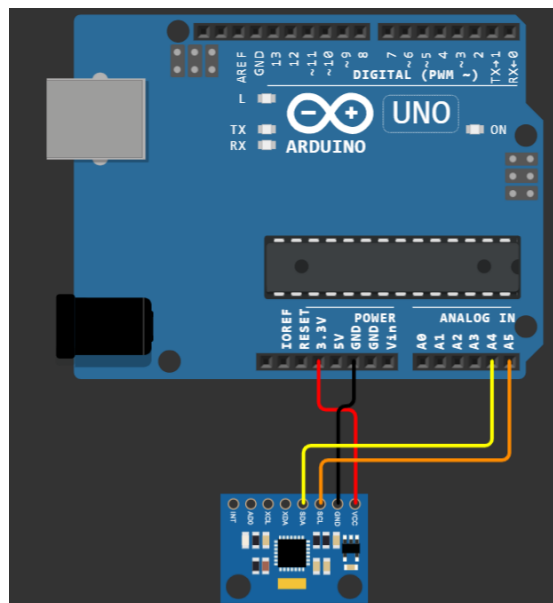 AREF
GND
13
12
~11
~10
~9
8
7
~6
~5
4
~3
2
TX→1
RX←0
DIGITAL (PWM ~)
L
TX
RX
UNO
ON
ARDUINO
POWER
ANALOG IN
IOREF
RESET
3.3V
5V
GND
GND
Vin
A0
A1
A2
A3
A4
A5
INT
AD0
XCL
XDA
SDA
SCL
GND
VCC